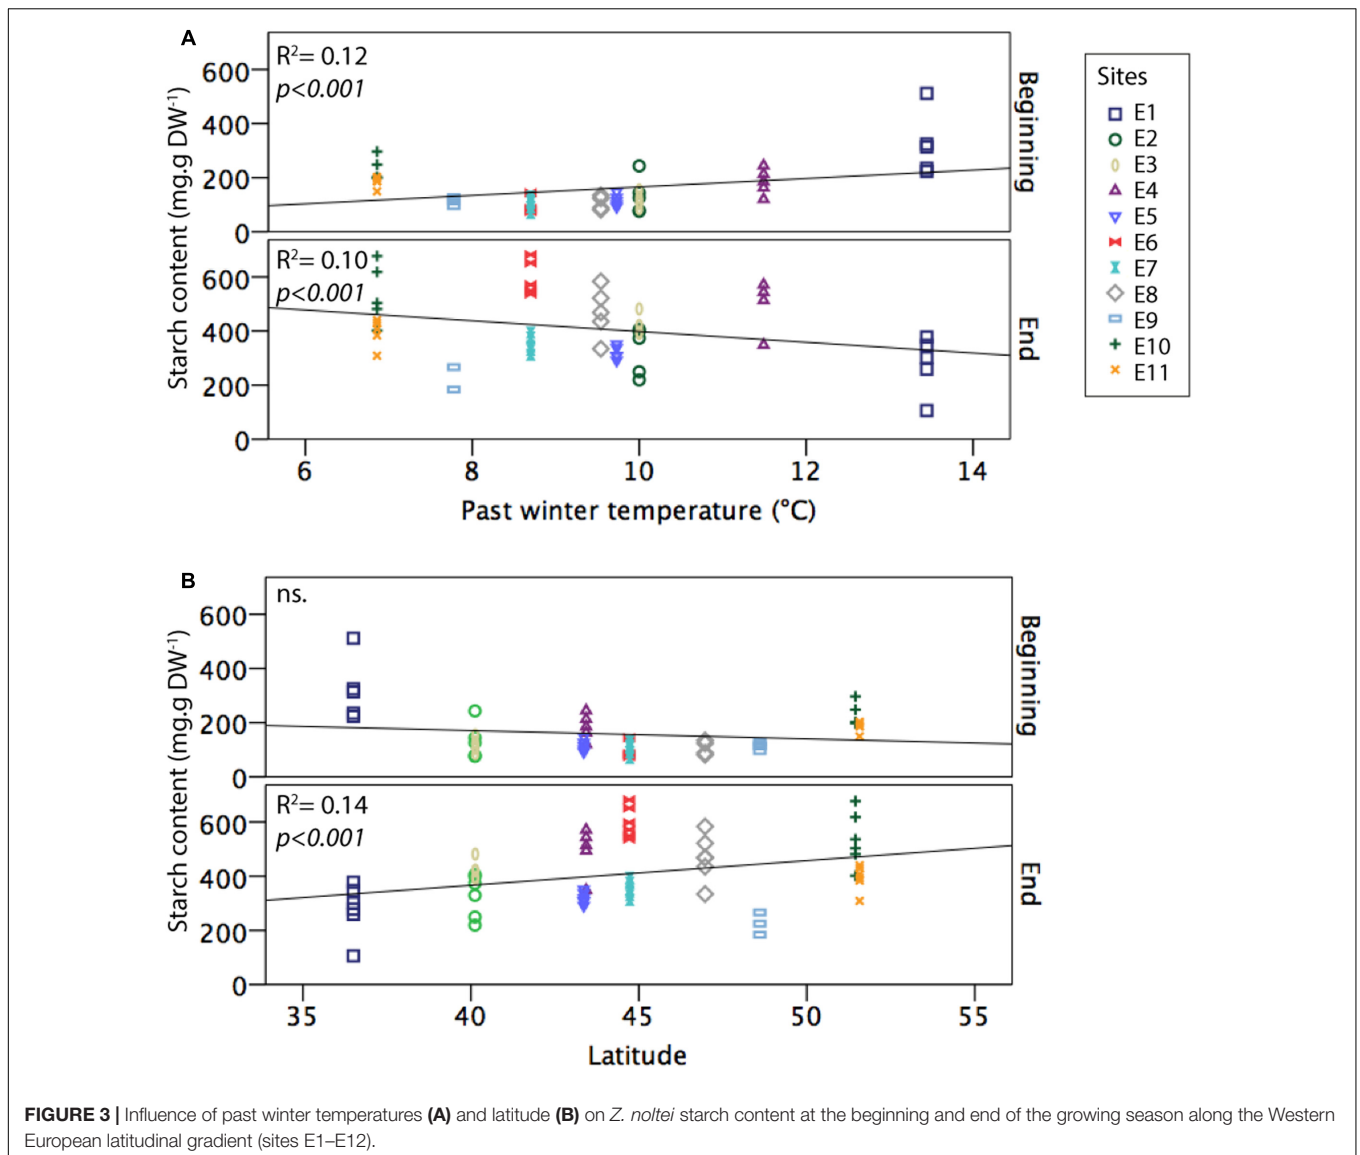 A
R²= 0.12
p<0.001
600
400
200
0
Beginning
R²= 0.10
p<0.001
600
400
200
0
End
Starch content (mg.g DW⁻¹)
6 8 10 12 14
Past winter temperature (°C)
Sites
E1
E2
E3
E4
E5
E6
E7
E8
E9
E10
E11
B
ns.
600
400
200
0
Beginning
R²= 0.14
p<0.001
600
400
200
0
End
Starch content (mg.g DW⁻¹)
35 40 45 50 55
Latitude
FIGURE 3 | Influence of past winter temperatures (A) and latitude (B) on Z. noltei starch content at the beginning and end of the growing season along the Western
European latitudinal gradient (sites E1–E12).